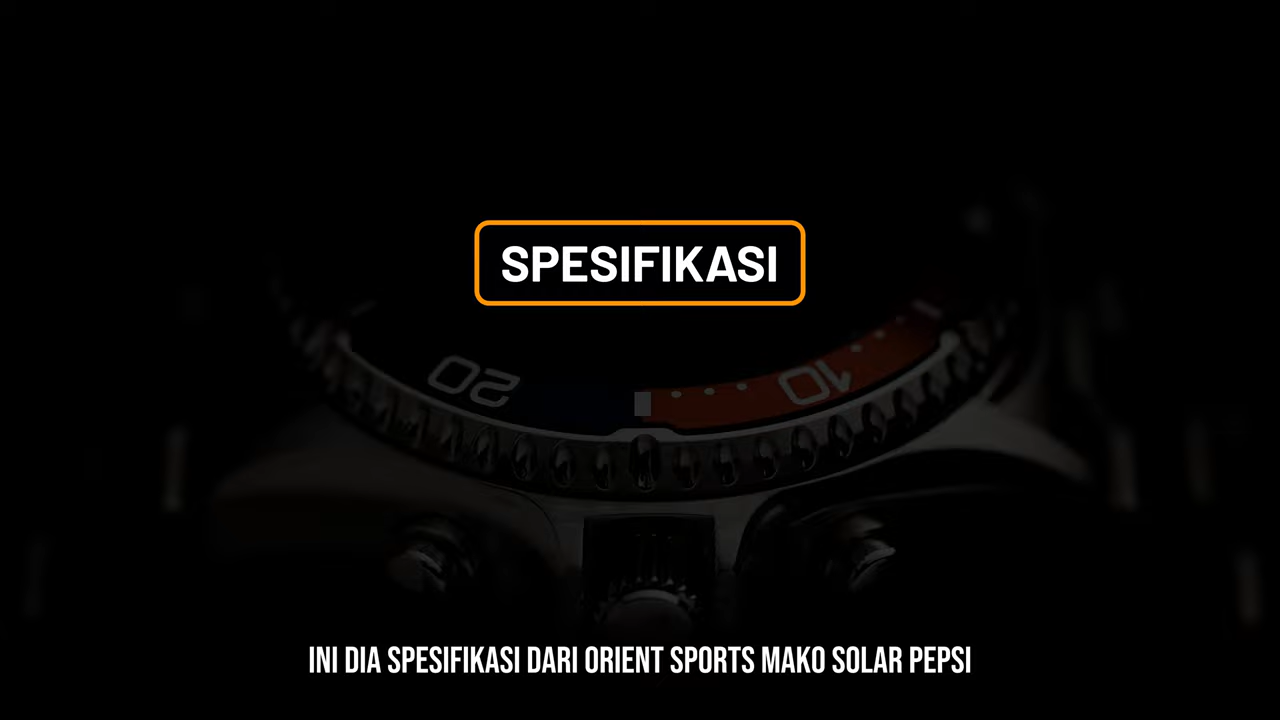 SPESIFIKASI
20
10
INI DIA SPESIFIKASI DARI ORIENT SPORTS MAKO SOLAR PEPSI